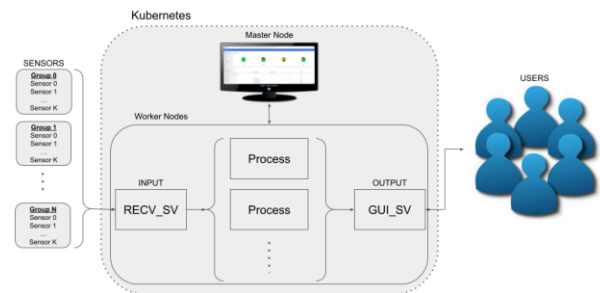 Kubernetes
Master Node
SENSORS
Group 0
Sensor 0
Sensor 1
...
Sensor K
Group 1
Sensor 0
Sensor 1
...
Sensor K
Group N
Sensor 0
Sensor 1
...
Sensor K
Worker Nodes
INPUT
RECV_SV
Process
Process
OUTPUT
GUI_SV
USERS